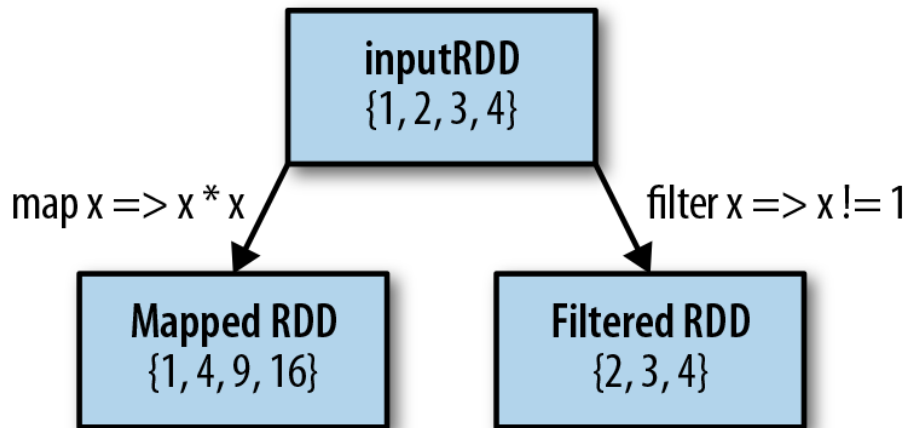 inputRDD
{1, 2, 3, 4}
map x => x * x
filter x => x != 1
Mapped RDD
{1, 4, 9, 16}
Filtered RDD
{2, 3, 4}